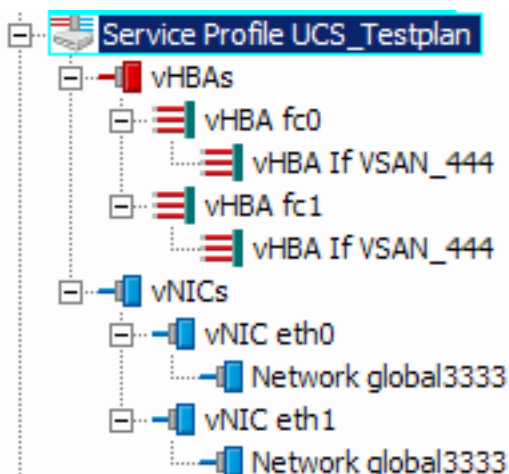 Service Profile UCS_Testplan
vHBAs
vHBA fc0
vHBA If VSAN_444
vHBA fc1
vHBA If VSAN_444
vNICs
vNIC eth0
Network global3333
vNIC eth1
Network global3333